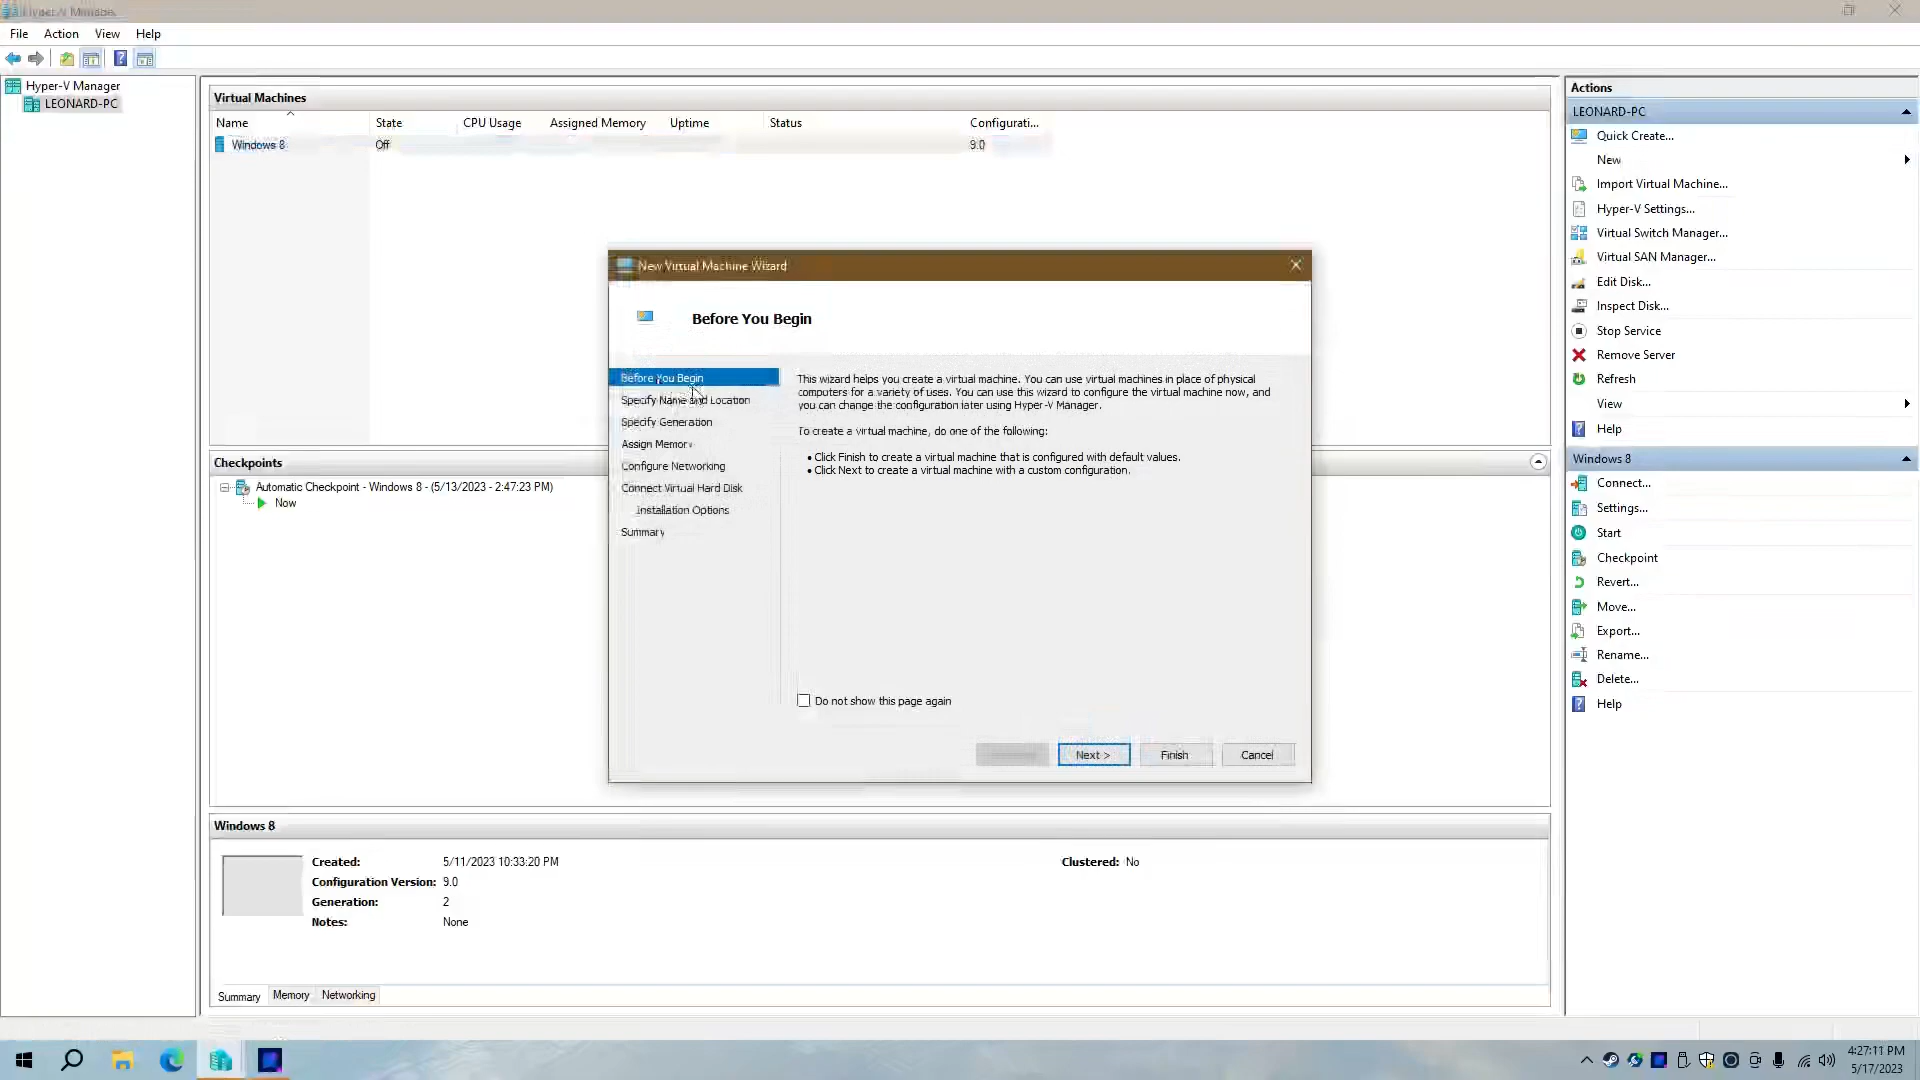 Hyper-V Manager
File Action View Help
Hyper-V Manager
LEONARD-PC
Virtual Machines
Name State CPU Usage Assigned Memory Uptime Status Configurati...
Windows 8 Off 9.0
Checkpoints
Automatic Checkpoint - Windows 8 - (5/13/2023 - 2:47:23 PM)
Now
New Virtual Machine Wizard
Before You Begin
Before You Begin
Specify Name and Location
Specify Generation
Assign Memory
Configure Networking
Connect Virtual Hard Disk
Installation Options
Summary
This wizard helps you create a virtual machine. You can use virtual machines in place of physical
computers for a variety of uses. You can use this wizard to configure the virtual machine now, and
you can change the configuration later using Hyper-V Manager.
To create a virtual machine, do one of the following:
• Click Finish to create a virtual machine that is configured with default values.
• Click Next to create a virtual machine with a custom configuration.
Do not show this page again
Next > Finish Cancel
Windows 8
Created: 5/11/2023 10:33:20 PM Clustered: No
Configuration Version: 9.0
Generation: 2
Notes: None
Summary Memory Networking
Actions
LEONARD-PC
Quick Create...
New
Import Virtual Machine...
Hyper-V Settings...
Virtual Switch Manager...
Virtual SAN Manager...
Edit Disk...
Inspect Disk...
Stop Service
Remove Server
Refresh
View
Help
Windows 8
Connect...
Settings...
Start
Checkpoint
Revert...
Move...
Export...
Rename...
Delete...
Help
4:27:11 PM
5/17/2023